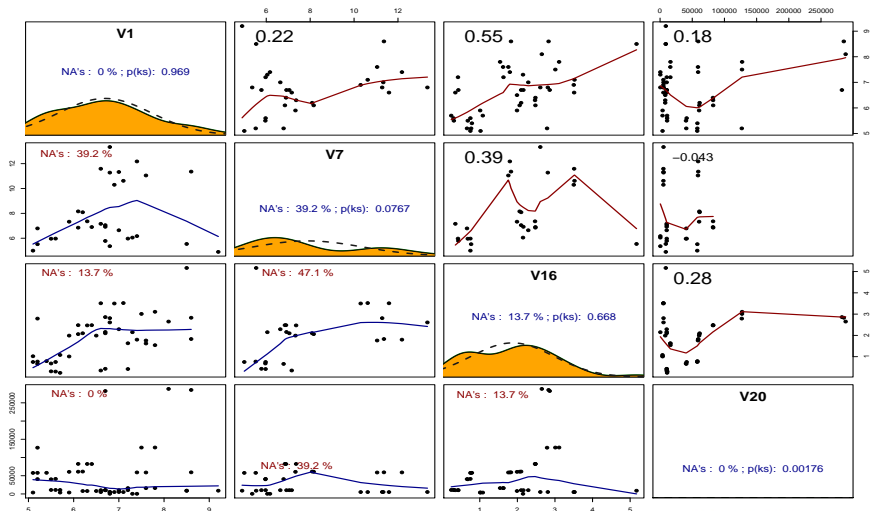 6 8 10 12
0 50000 100000 150000 200000 250000
V1
NA's : 0 % ; p(ks): 0.969
0.22
0.55
0.18
5 6 7 8 9
6 8 10 12
NA's : 39.2 %
V7
NA's : 39.2 % ; p(ks): 0.0767
0.39
−0.043
NA's : 13.7 %
NA's : 47.1 %
V16
NA's : 13.7 % ; p(ks): 0.668
0.28
1 2 3 4 5
0 50000 150000 250000
NA's : 0 %
NA's : 39.2 %
NA's : 13.7 %
V20
NA's : 0 % ; p(ks): 0.00176
5 6 7 8 9
1 2 3 4 5